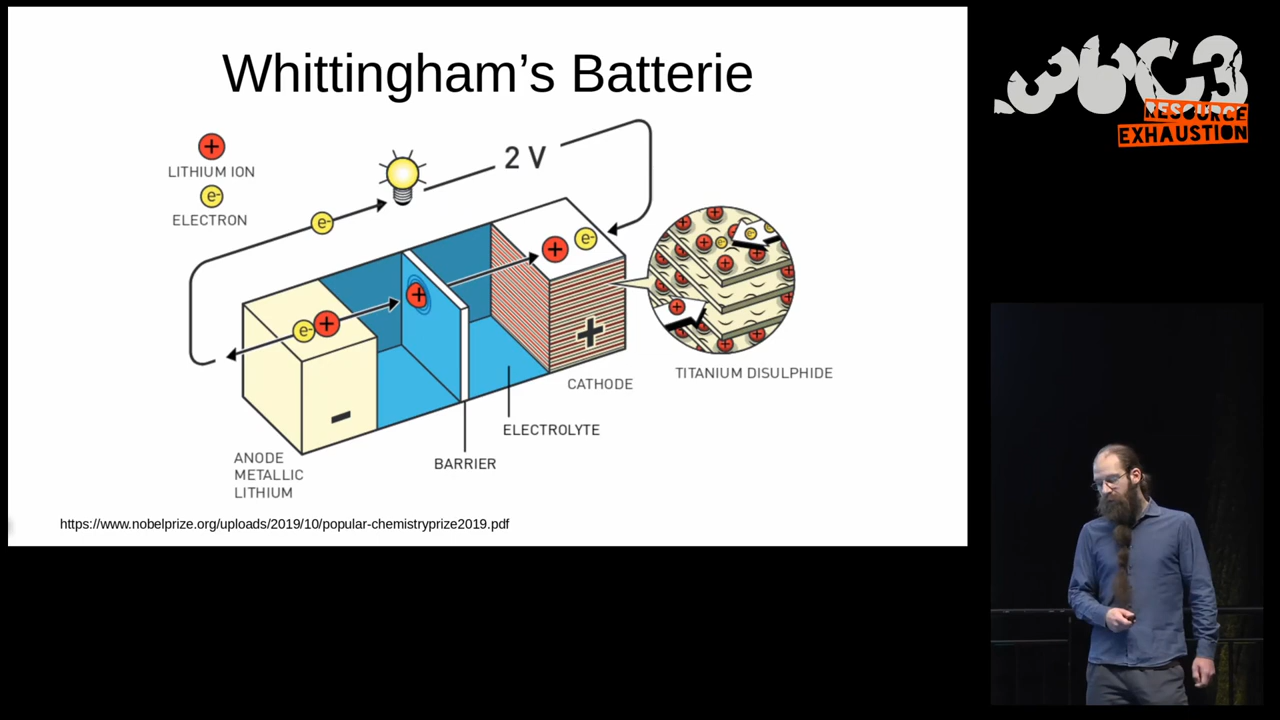 Whittingham's Batterie
36C3
RESOURCE
EXHAUSTION
+
LITHIUM ION
e-
ELECTRON
2 V
e-
e-
+
+
e-
+
+
-
TITANIUM DISULPHIDE
CATHODE
ELECTROLYTE
BARRIER
ANODE
METALLIC
LITHIUM
https://www.nobelprize.org/uploads/2019/10/popular-chemistryprize2019.pdf